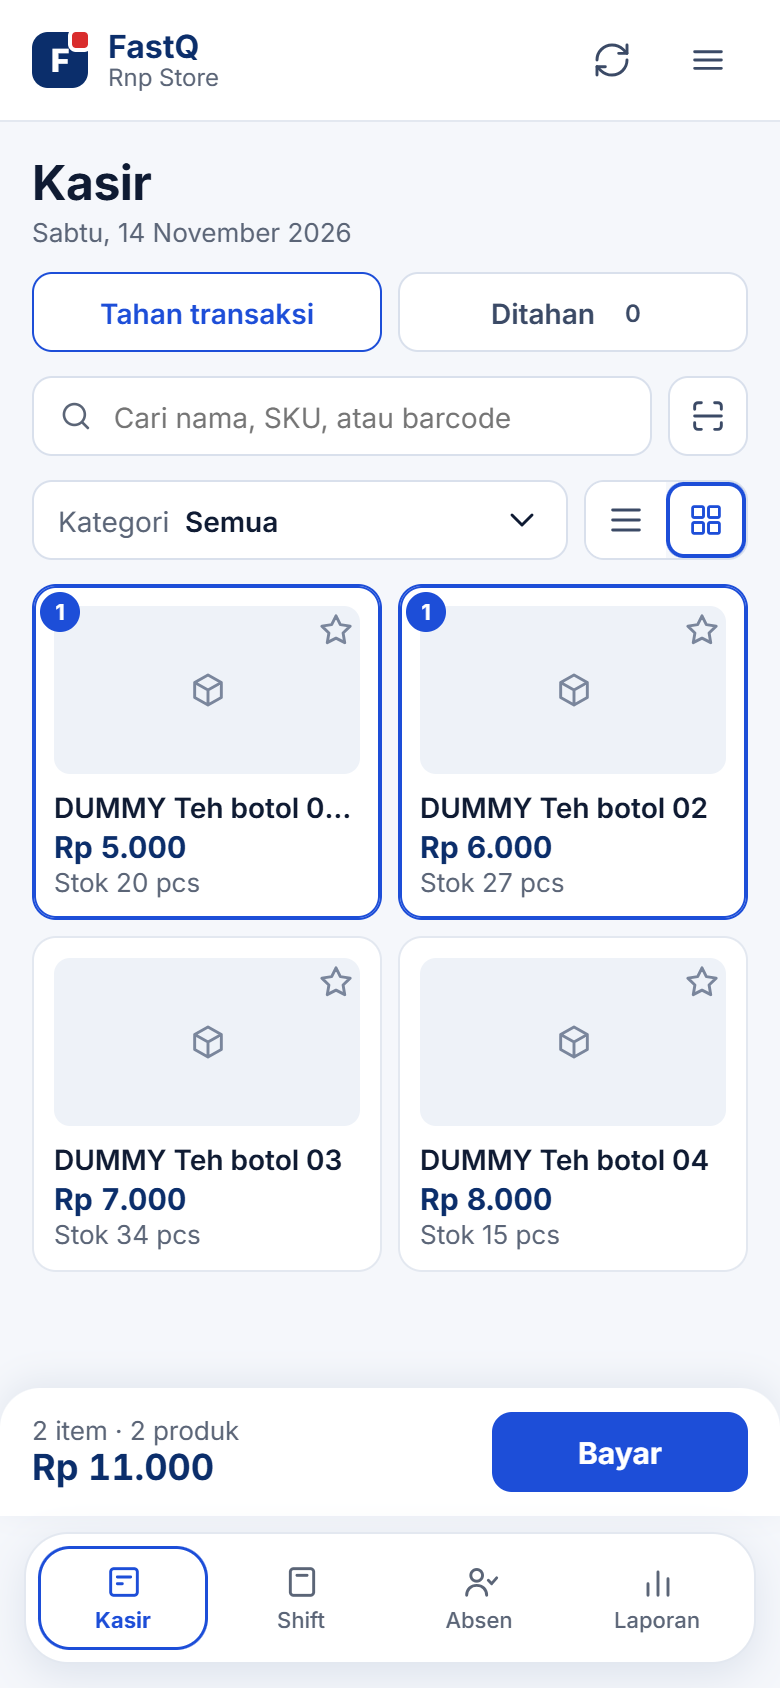 F
FastQ
Rnp Store
Kasir
Sabtu, 14 November 2026
Tahan transaksi
Ditahan 0
Cari nama, SKU, atau barcode
Kategori Semua
1
DUMMY Teh botol 0...
Rp 5.000
Stok 20 pcs
1
DUMMY Teh botol 02
Rp 6.000
Stok 27 pcs
DUMMY Teh botol 03
Rp 7.000
Stok 34 pcs
DUMMY Teh botol 04
Rp 8.000
Stok 15 pcs
2 item · 2 produk
Rp 11.000
Bayar
Kasir
Shift
Absen
Laporan